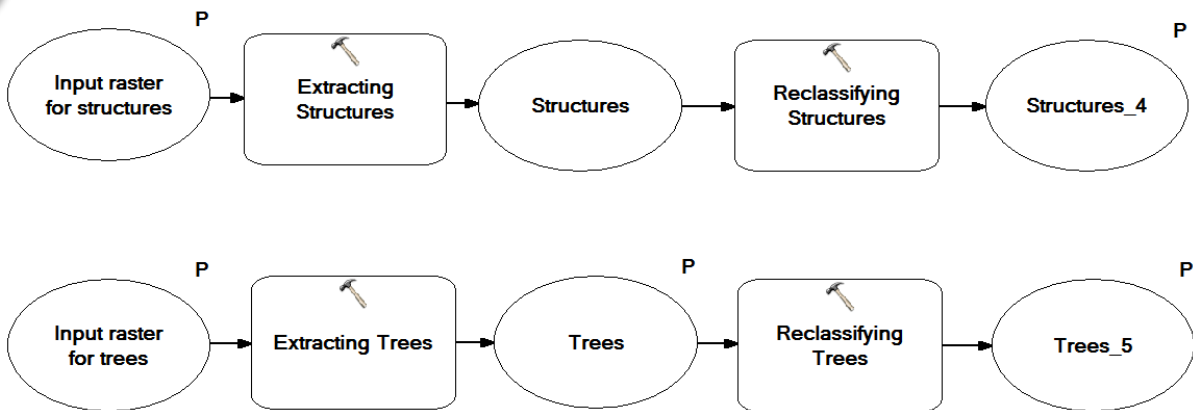 P
P
Input raster
for structures
Extracting
Structures
Structures
Reclassifying
Structures
Structures_4
P
P
P
Input raster
for trees
Extracting Trees
Trees
Reclassifying
Trees
Trees_5